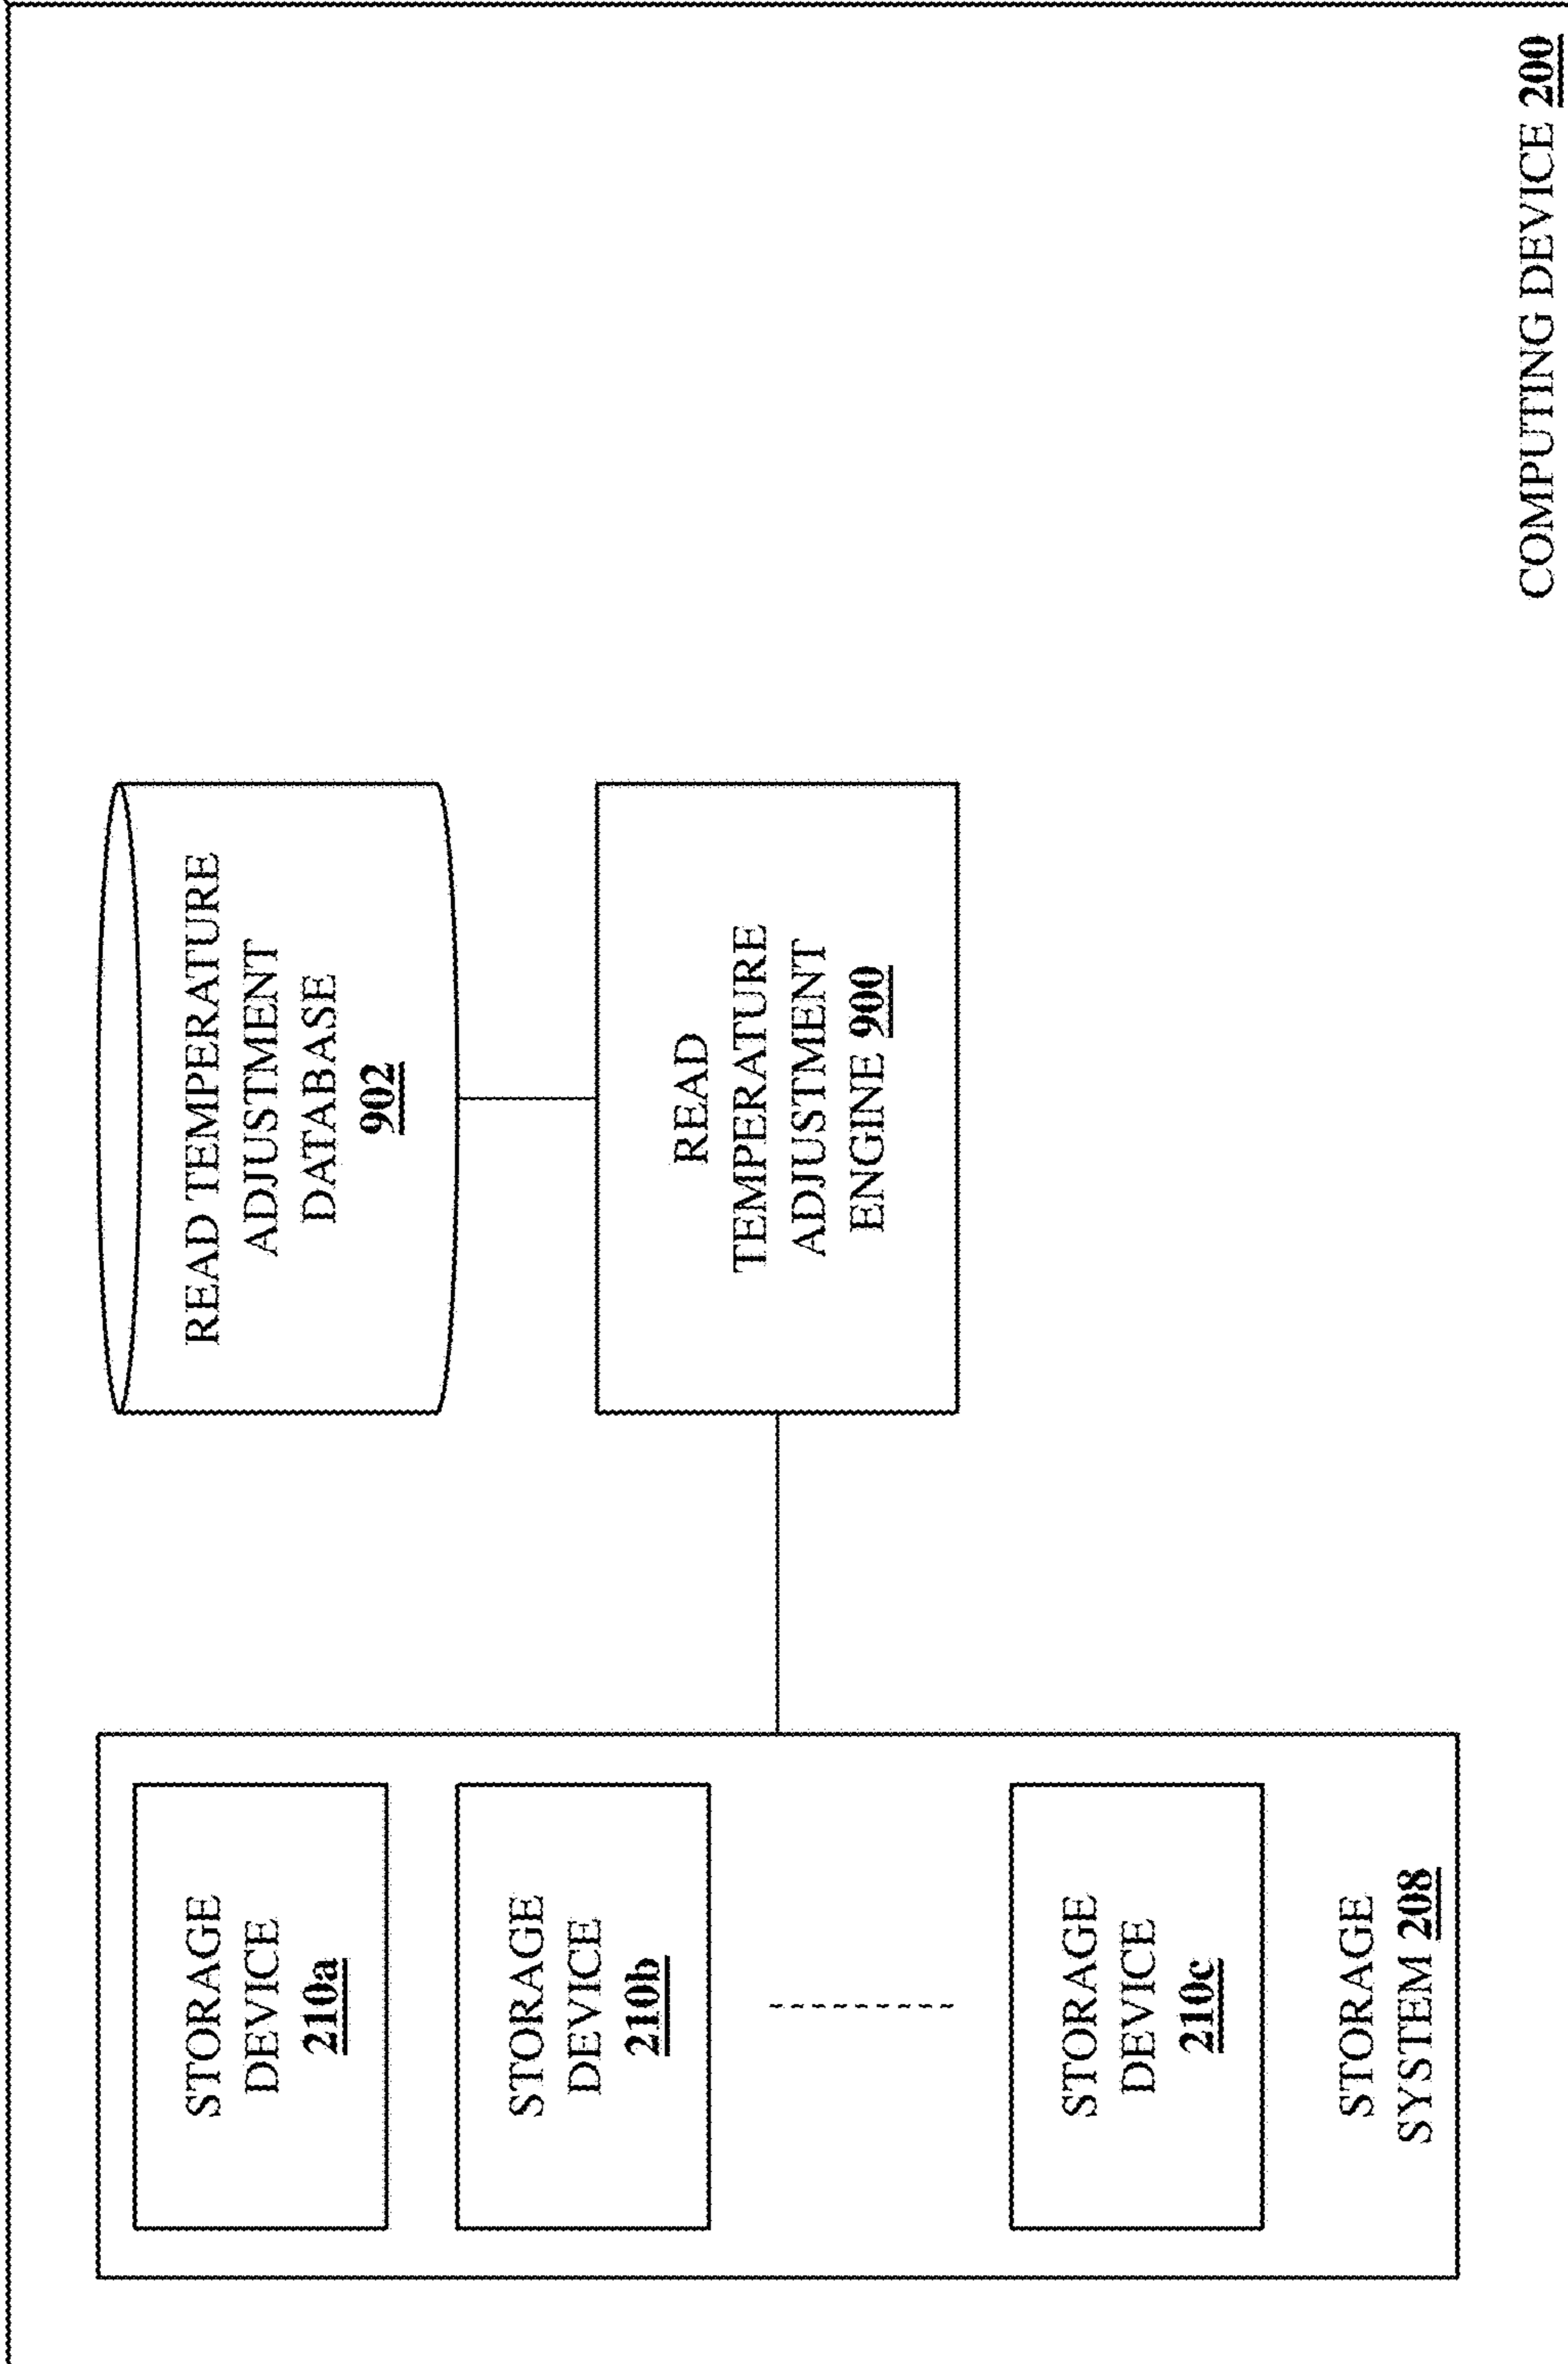 STORAGE
DEVICE
210a
STORAGE
DEVICE
210b
STORAGE
DEVICE
210c
STORAGE
SYSTEM 208
READ TEMPERATURE
ADJUSTMENT
DATABASE
902
READ
TEMPERATURE
ADJUSTMENT
ENGINE 900
COMPUTING DEVICE 200